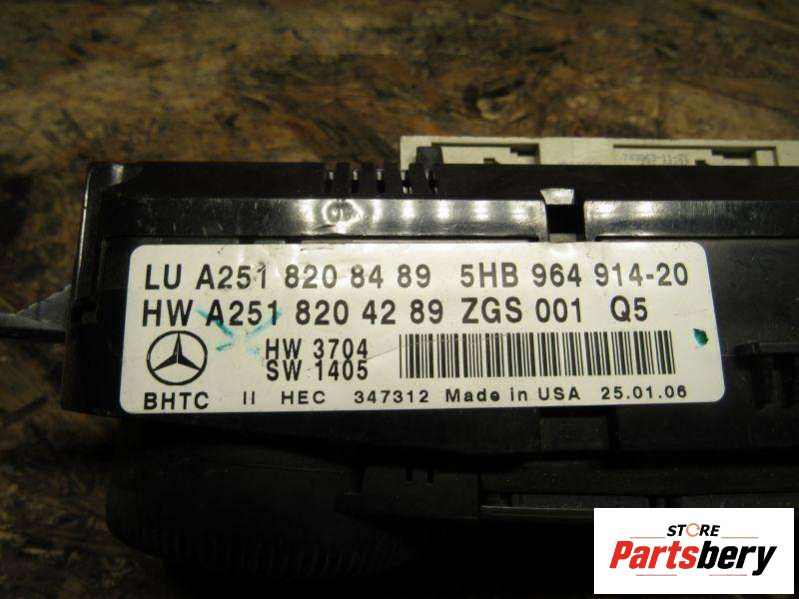 LU A251 820 84 89 5HB 964 914-20
HW A251 820 42 89 ZGS 001 Q5
HW 3704
SW 1405
BHTC II HEC 347312 Made in USA 25.01.06
STORE
Partsbery